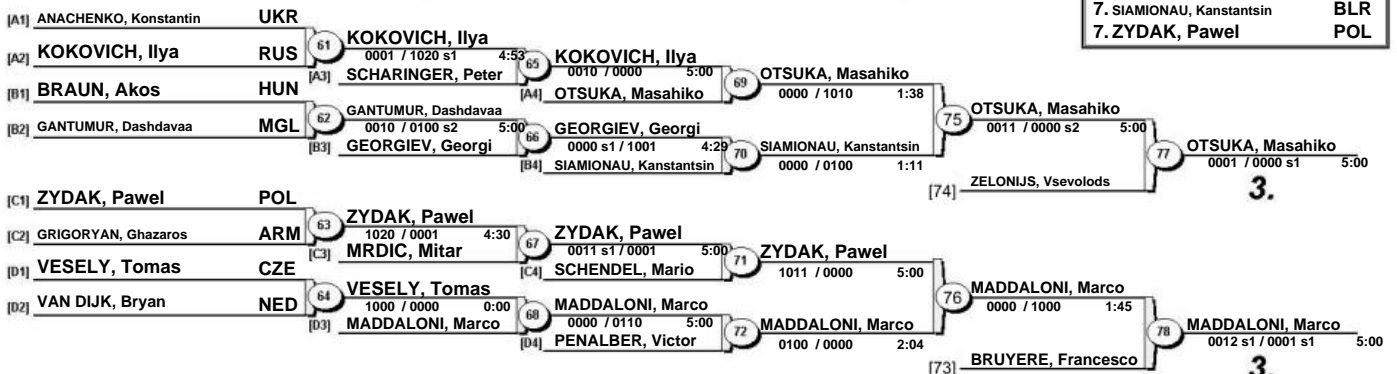 7. SIAMIONAU, Kanstantsin BLR
7. ZYDAK, Pawel POL
[A1] ANACHENKO, Konstantin UKR
[A2] KOKOVICH, Ilya RUS
61
KOKOVICH, Ilya
0001 / 1020 s1 4:53
[A3] SCHARINGER, Peter
65
KOKOVICH, Ilya
0010 / 0000 5:00
[A4] OTSUKA, Masahiko
69
OTSUKA, Masahiko
0000 / 1010 1:38
[B1] BRAUN, Akos HUN
[B2] GANTUMUR, Dashdavaa MGL
62
GANTUMUR, Dashdavaa
0010 / 0100 s2 5:00
[B3] GEORGIEV, Georgi
66
GEORGIEV, Georgi
0000 s1 / 1001 4:29
[B4] SIAMIONAU, Kanstantsin
70
SIAMIONAU, Kanstantsin
0000 / 0100 1:11
75
OTSUKA, Masahiko
0011 / 0000 s2 5:00
[74] ZELONIJS, Vsevolods
77
OTSUKA, Masahiko
0001 / 0000 s1 5:00
3.
[C1] ZYDAK, Pawel POL
[C2] GRIGORYAN, Ghazaros ARM
63
ZYDAK, Pawel
1020 / 0001 4:30
[C3] MRDIC, Mitar
67
ZYDAK, Pawel
0011 s1 / 0001 5:00
[C4] SCHENDEL, Mario
71
ZYDAK, Pawel
1011 / 0000 5:00
[D1] VESELY, Tomas CZE
[D2] VAN DIJK, Bryan NED
64
VESELY, Tomas
1000 / 0000 0:00
[D3] MADDALONI, Marco
68
MADDALONI, Marco
0000 / 0110 5:00
[D4] PENALBER, Victor
72
MADDALONI, Marco
0100 / 0000 2:04
76
MADDALONI, Marco
0000 / 1000 1:45
[73] BRUYERE, Francesco
78
MADDALONI, Marco
0012 s1 / 0001 s1 5:00
3.